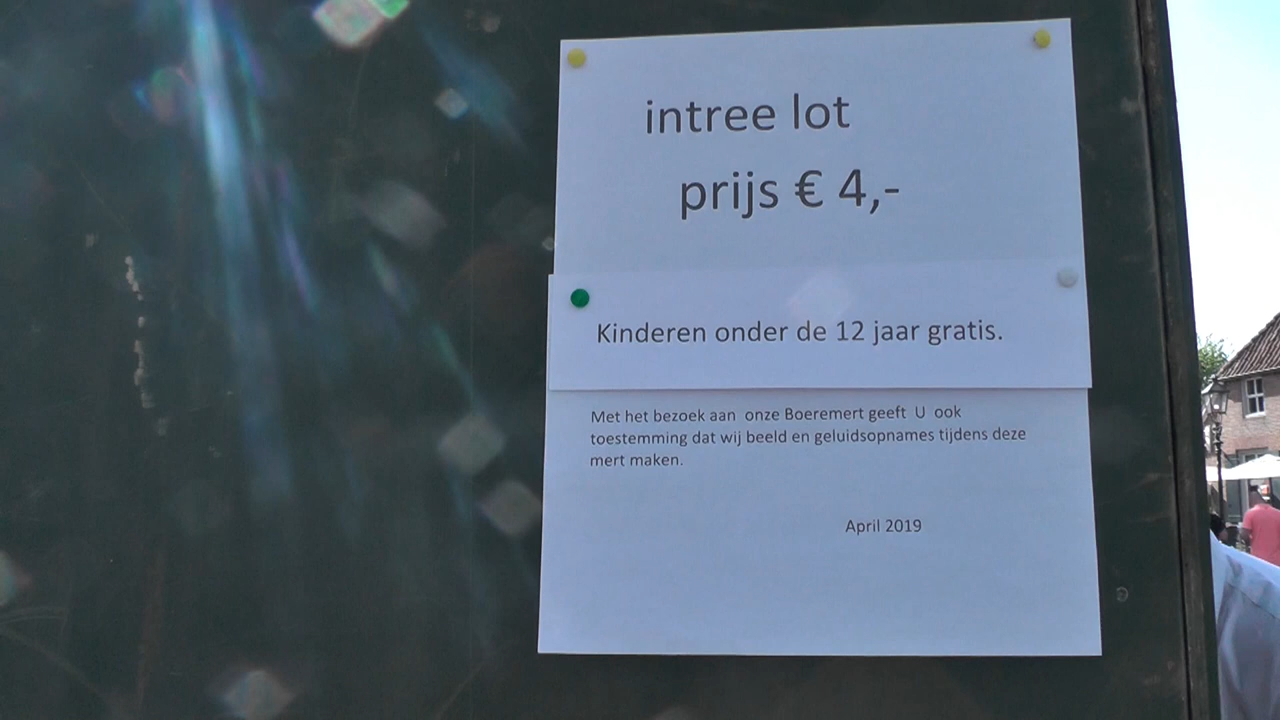 intree lot
prijs € 4,-
Kinderen onder de 12 jaar gratis.
Met het bezoek aan onze Boeremert geeft U ook
toestemming dat wij beeld en geluidsopnames tijdens deze
mert maken.
April 2019